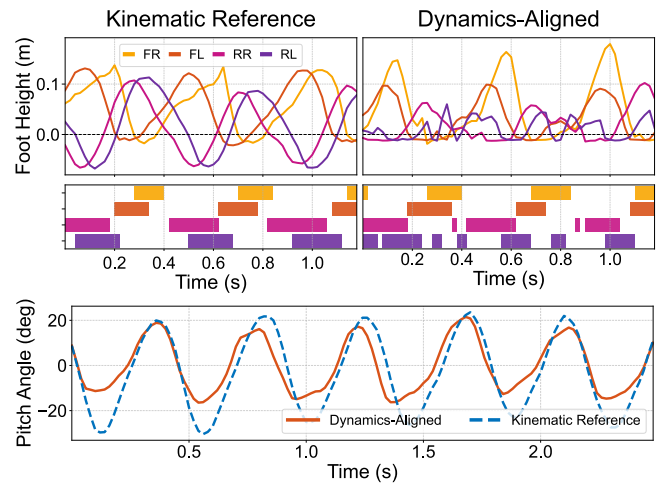 Kinematic Reference
Dynamics-Aligned
Foot Height (m)
0.1
0.0
FR FL RR RL
0.2 0.4 0.6 0.8 1.0
0.2 0.4 0.6 0.8 1.0
Time (s)
Time (s)
Pitch Angle (deg)
20
0
−20
Dynamics-Aligned Kinematic Reference
0.5 1.0 1.5 2.0
Time (s)